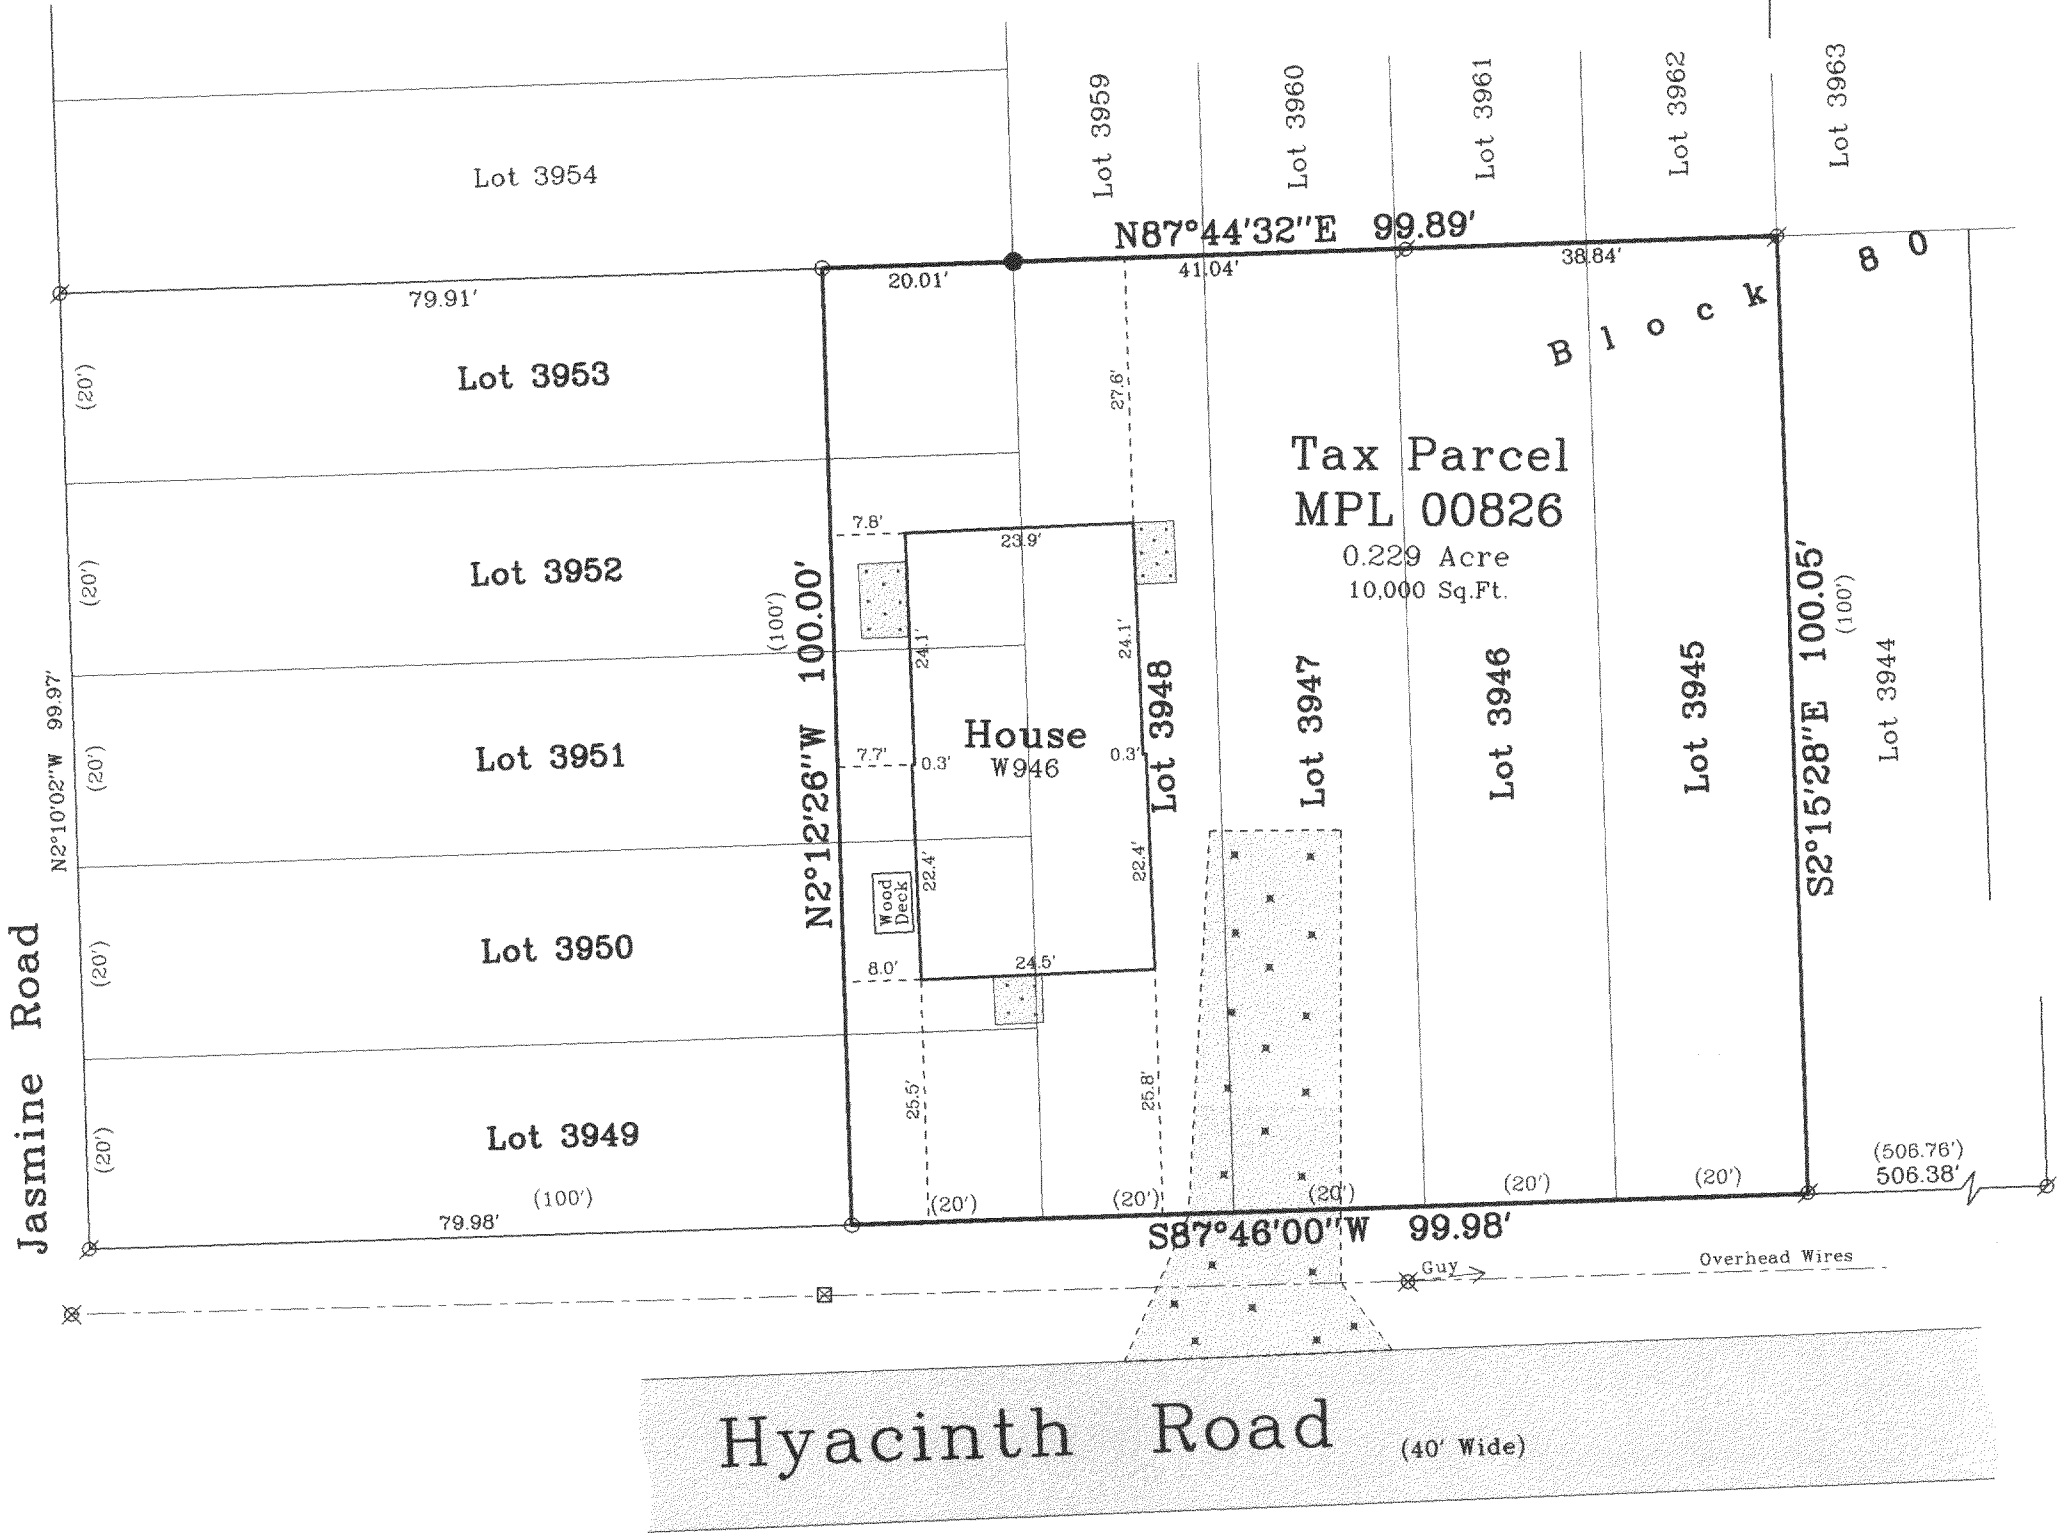 Lot 3954
Lot 3959
Lot 3960
Lot 3961
Lot 3962
Lot 3963
N87°44'32"E 99.89'
79.91'
20.01'
41.04'
38.84'
Block 80
Lot 3953
(20')
27.6'
Tax Parcel
MPL 00826
0.229 Acre
10,000 Sq.Ft.
7.8'
23.9'
Lot 3952
(20')
(100')
N2°12'26"W 100.00'
24.1'
24.1'
S2°15'28"E 100.05'
(100')
N2°10'02"W 99.97'
Lot 3951
(20')
7.7'
0.3'
House
W946
0.3'
Lot 3948
Lot 3947
Lot 3946
Lot 3945
Lot 3944
22.4'
22.4'
Wood
Deck
Lot 3950
(20')
8.0'
24.5'
Jasmine Road
25.5'
25.8'
Lot 3949
(20')
(100')
79.98'
(20')
(20')
(20')
(20')
(20')
(506.76')
506.38'
S87°46'00"W 99.98'
Guy
Overhead Wires
Hyacinth Road (40' Wide)